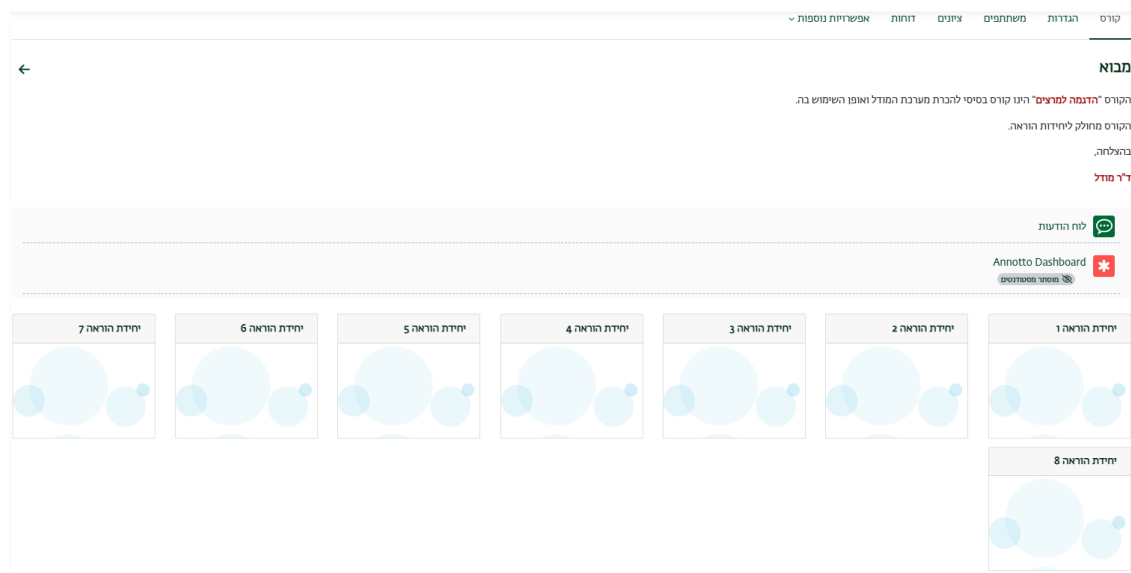 קורס הגדרות משתתפים ציונים דוחות אפשרויות נוספות
מבוא
הקורס "הדגמה למרצים" הינו קורס בסיסי להכרת מערכת המודל ואופן השימוש בה.
הקורס מחולק ליחידות הוראה.
בהצלחה,
ד"ר מודל
לוח הודעות
Annotto Dashboard
מוסתר מסטודנטים
יחידת הוראה 1 יחידת הוראה 2 יחידת הוראה 3 יחידת הוראה 4 יחידת הוראה 5 יחידת הוראה 6 יחידת הוראה 7
יחידת הוראה 8